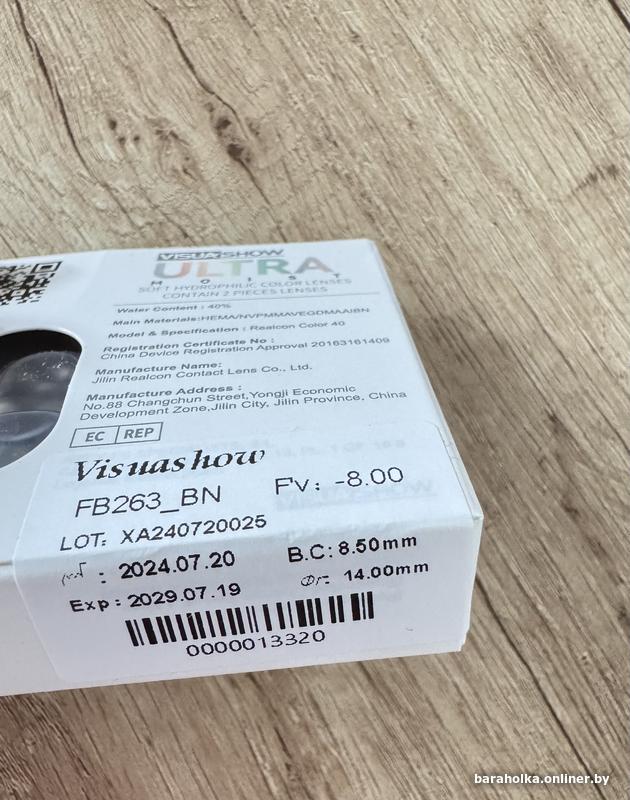 VISUASHOW
ULTRA
MOIST
SOFT HYDROPHILIC COLOR LENSES
CONTAIN 2 PIECES LENSES
Water Content : 40%
Main Materials:HEMA/NVPMMAVEGDMAAIBN
Model & Specification : Realcon Color 40
Registration Certificate No :
China Device Registration Approval 20163161409
Manufacture Name:
Jilin Realcon Contact Lens Co., Ltd.
Manufacture Address :
No.88 Changchun Street,Yongji Economic
Development Zone,Jilin City, Jilin Province, China
EC REP
Visuashow
FB263_BN
Fv: -8.00
LOT: XA240720025
: 2024.07.20
B.C:8.50mm
Exp:2029.07.19
14.00mm
0000013320
baraholka.onliner.by